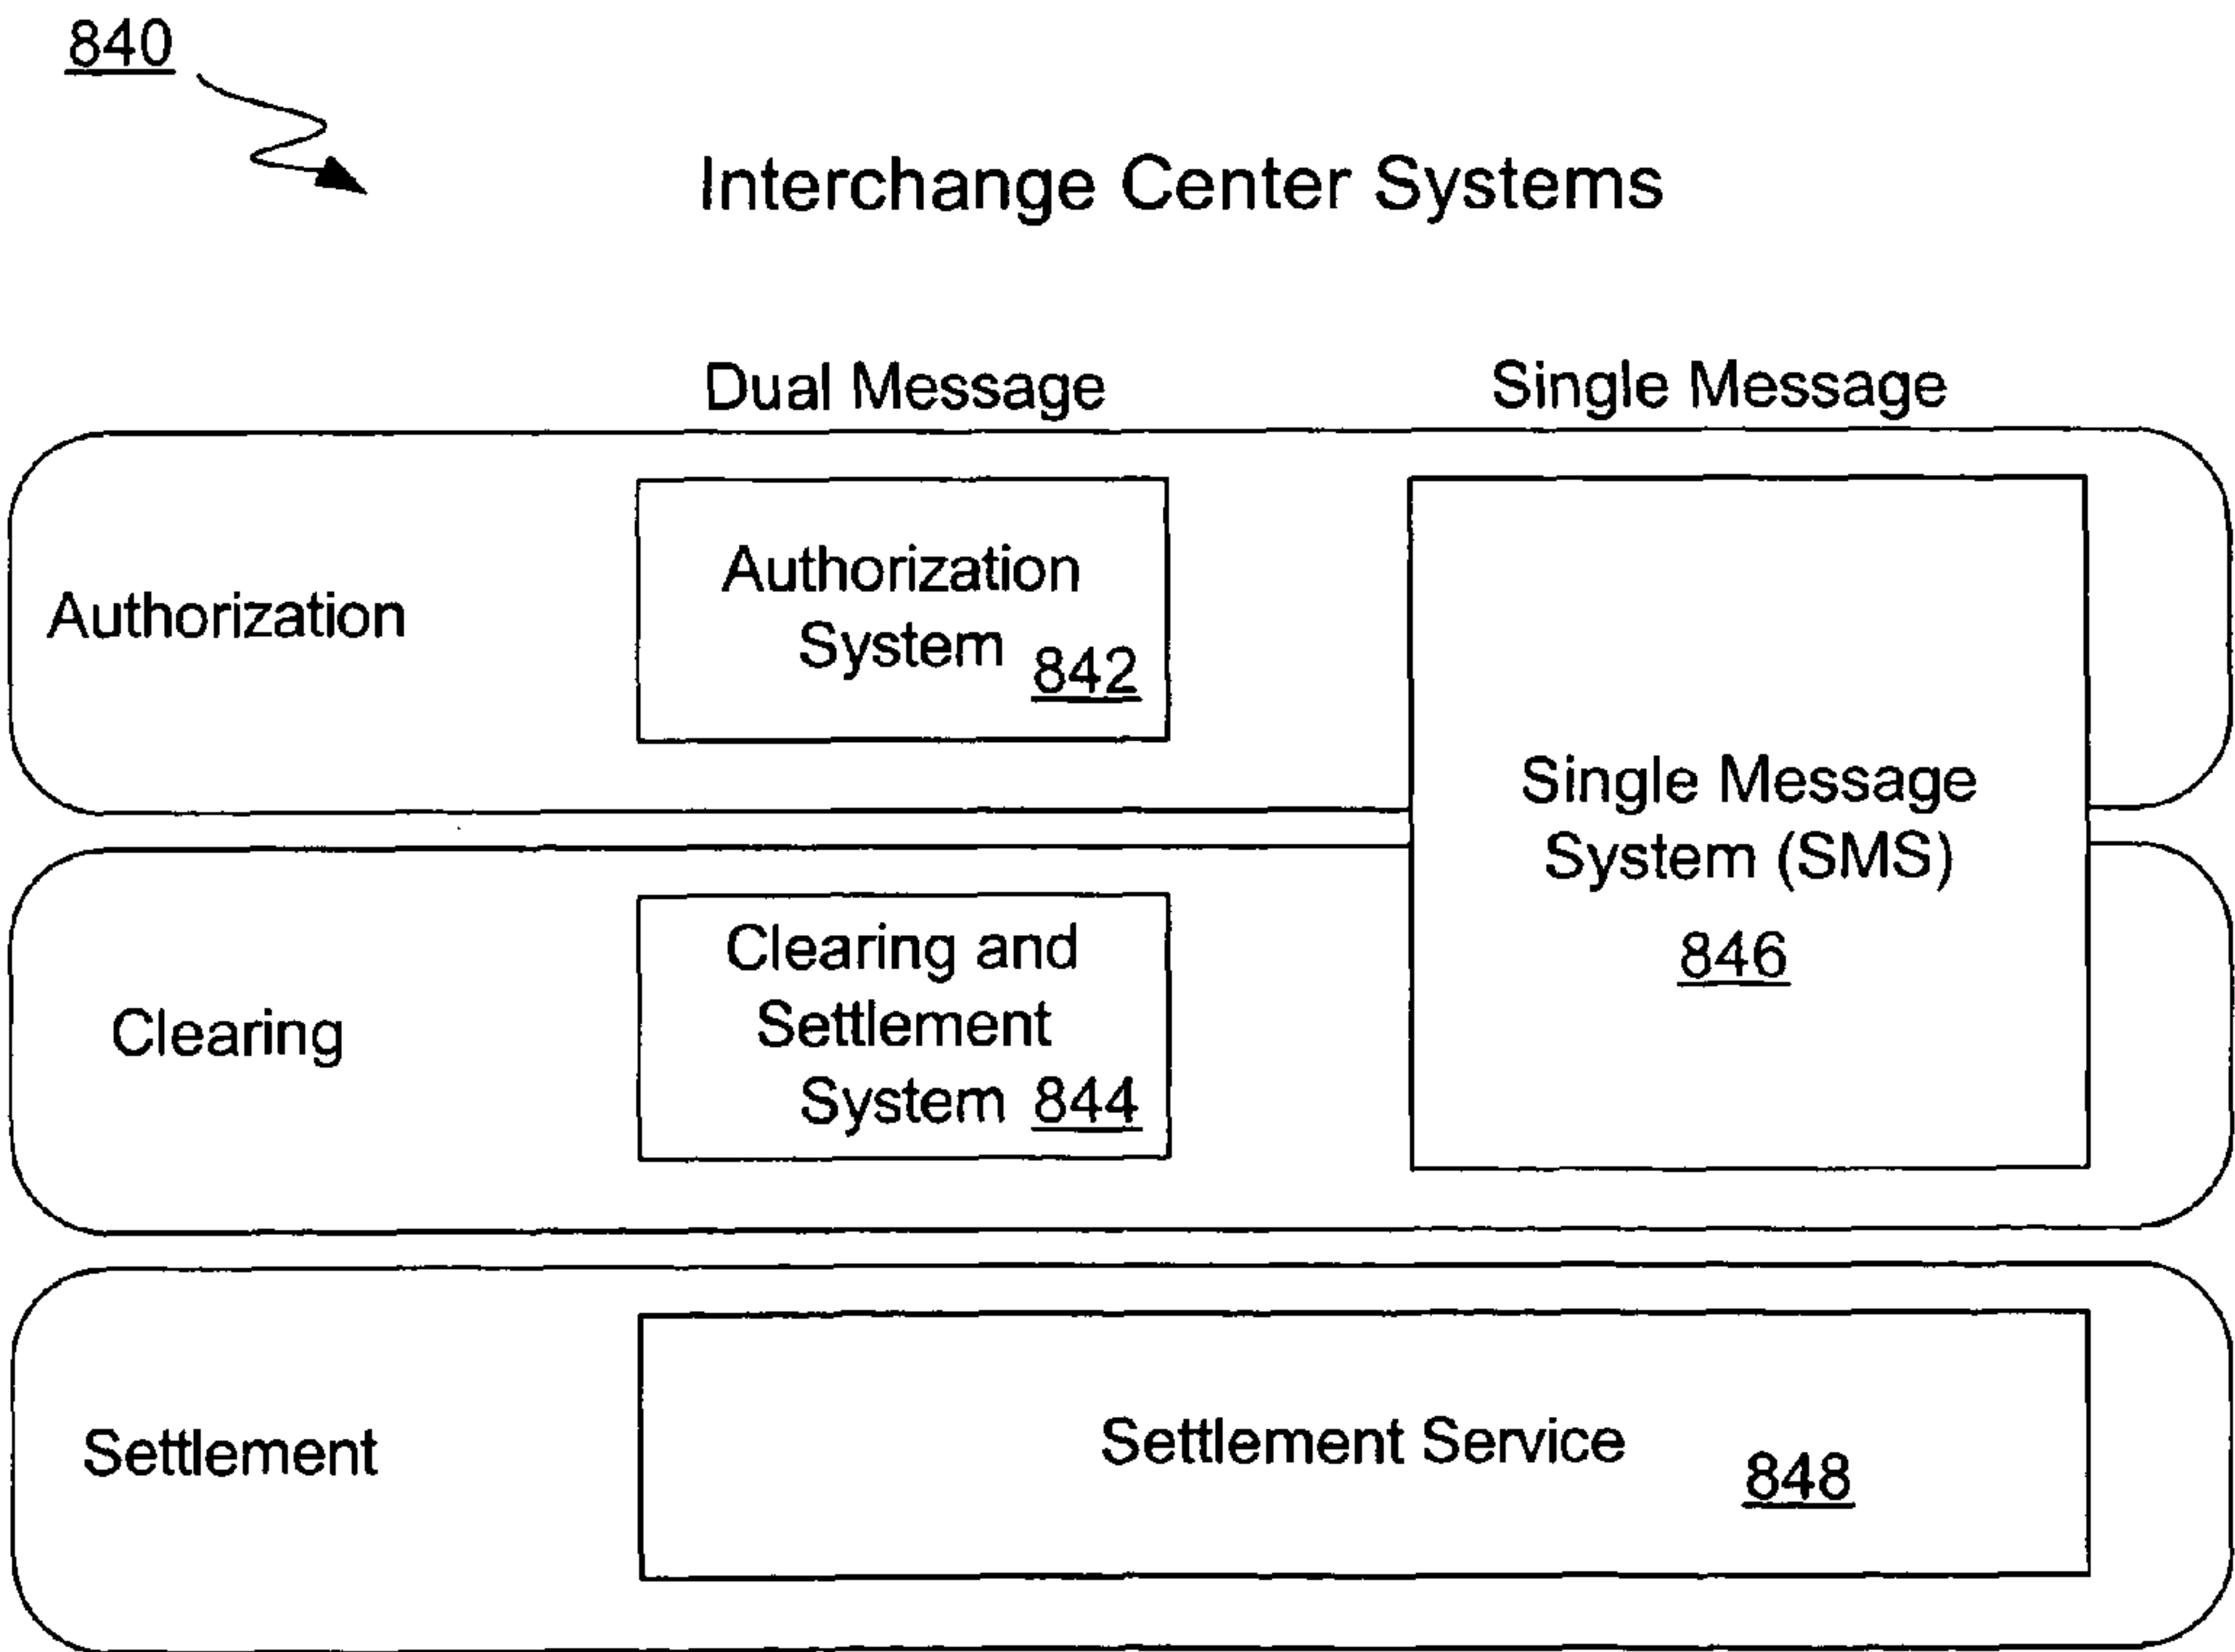 840
Interchange Center Systems
Dual Message
Single Message
Authorization
Authorization
System 842
Single Message
System (SMS)
846
Clearing
Clearing and
Settlement
System 844
Settlement
Settlement Service
848